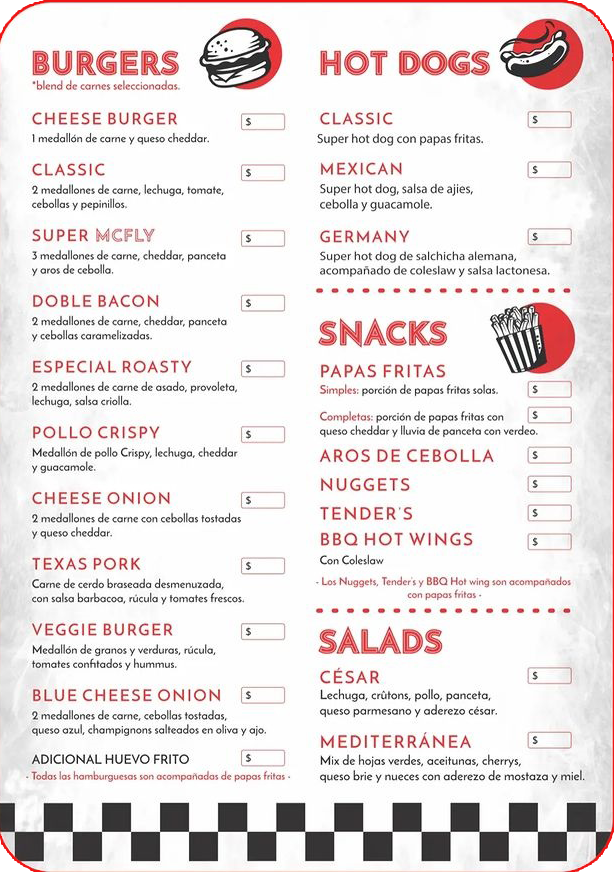 BURGERS
*blend de carnes seleccionadas.
CHEESE BURGER $
1 medallón de carne y queso cheddar.
CLASSIC $
2 medallones de carne, lechuga, tomate,
cebollas y pepinillos.
SUPER MCFLY $
3 medallones de carne, cheddar, panceta
y aros de cebolla.
DOBLE BACON $
2 medallones de carne, cheddar, panceta
y cebollas caramelizadas.
ESPECIAL ROASTY $
2 medallones de carne de asado, provoleta,
lechuga, salsa criolla.
POLLO CRISPY $
Medallón de pollo Crispy, lechuga, cheddar
y guacamole.
CHEESE ONION $
2 medallones de carne con cebollas tostadas
y queso cheddar.
TEXAS PORK $
Carne de cerdo braseada desmenuzada,
con salsa barbacoa, rúcula y tomates frescos.
VEGGIE BURGER $
Medallón de granos y verduras, rúcula,
tomates confitados y hummus.
BLUE CHEESE ONION $
2 medallones de carne, cebollas tostadas,
queso azul, champignons salteados en oliva y ajo.
ADICIONAL HUEVO FRITO $
- Todas las hamburguesas son acompañadas de papas fritas -
HOT DOGS
CLASSIC $
Super hot dog con papas fritas.
MEXICAN $
Super hot dog, salsa de ajies,
cebolla y guacamole.
GERMANY $
Super hot dog de salchicha alemana,
acompañado de coleslaw y salsa lactonesa.
SNACKS
PAPAS FRITAS
Simples: porción de papas fritas solas. $
Completas: porción de papas fritas con $
queso cheddar y lluvia de panceta con verdeo.
AROS DE CEBOLLA $
NUGGETS $
TENDER'S $
BBQ HOT WINGS $
Con Coleslaw
- Los Nuggets, Tender's y BBQ Hot wing son acompañados
con papas fritas -
SALADS
CÉSAR $
Lechuga, crûtons, pollo, panceta,
queso parmesano y aderezo césar.
MEDITERRÁNEA $
Mix de hojas verdes, aceitunas, cherrys,
queso brie y nueces con aderezo de mostaza y miel.